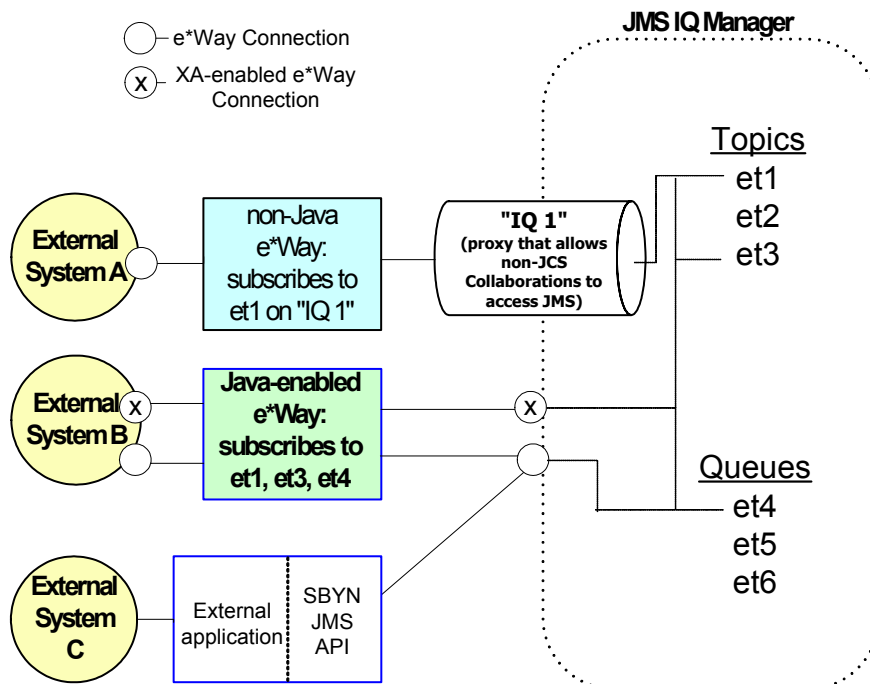 JMS IQ Manager
e*Way Connection
X
XA-enabled e*Way
Connection
Topics
et1
et2
et3
External
System A
non-Java
e*Way:
subscribes to
et1 on "IQ 1"
"IQ 1"
(proxy that allows
non-JCS
Collaborations to
access JMS)
External
System B
X
Java-enabled
e*Way:
subscribes to
et1, et3, et4
X
Queues
et4
et5
et6
External
System
C
External
application
SBYN
JMS
API